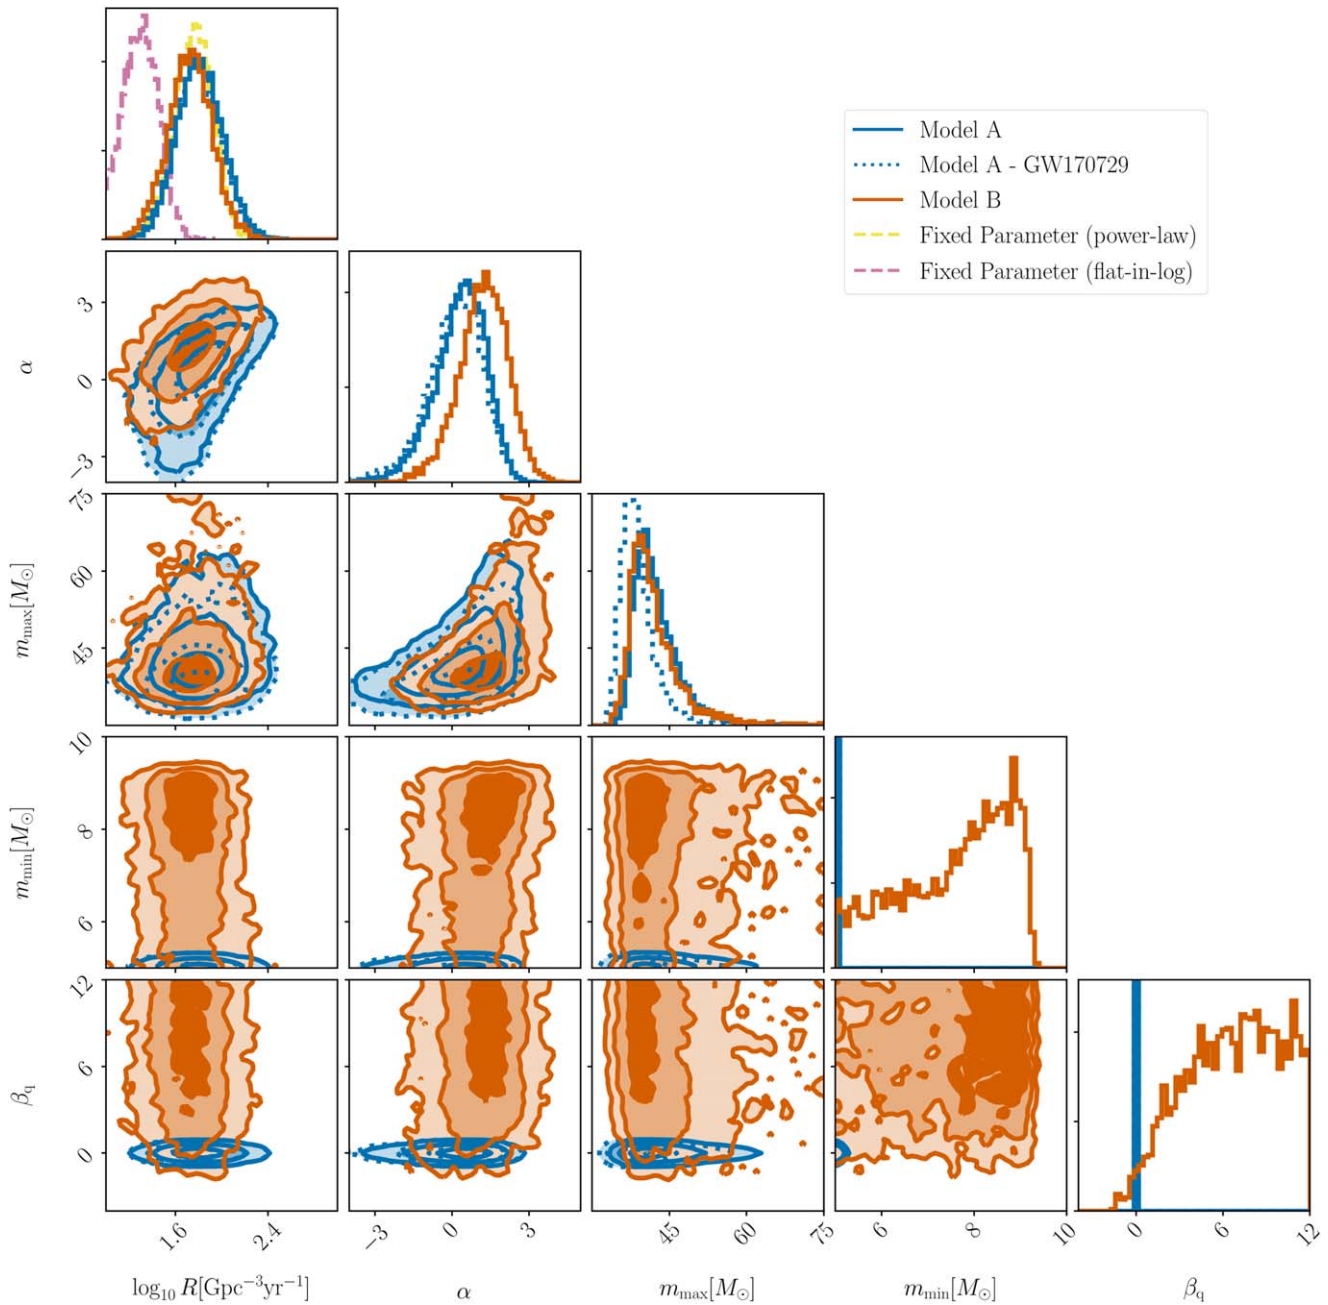 Model A
Model A - GW170729
Model B
Fixed Parameter (power-law)
Fixed Parameter (flat-in-log)
α
3
0
−3
m_max[M_⊙]
75
60
45
m_min[M_⊙]
10
8
6
β_q
12
6
0
1.6 2.4
−3 0 3
45 60 75
6 8 10
0 6 12
log₁₀ R[Gpc⁻³yr⁻¹]
α
m_max[M_⊙]
m_min[M_⊙]
β_q